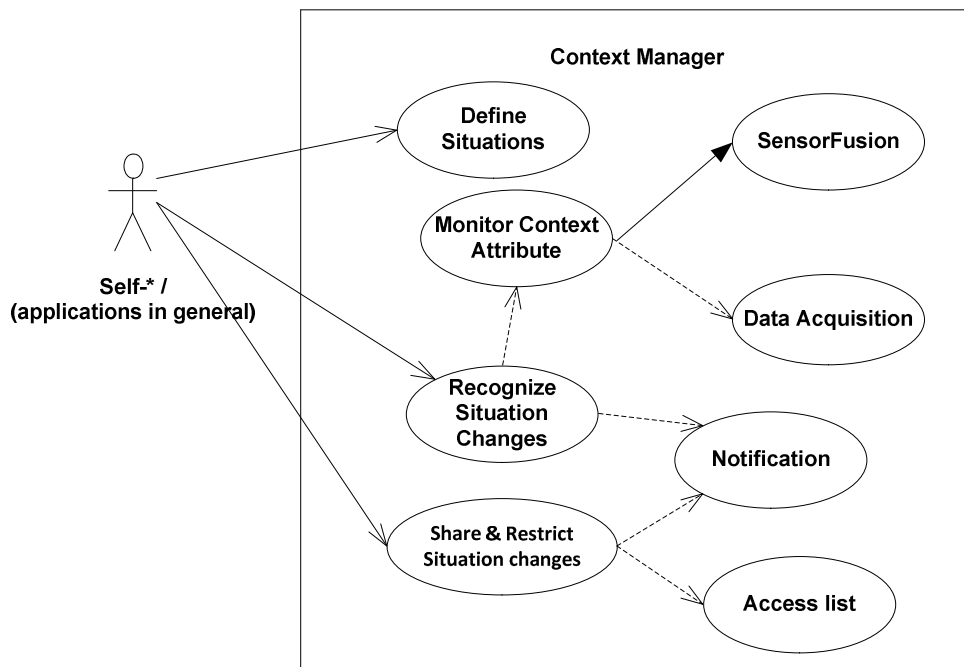 Context Manager
Define
Situations
SensorFusion
Monitor Context
Attribute
Self-* /
(applications in general)
Data Acquisition
Recognize
Situation
Changes
Notification
Share & Restrict
Situation changes
Access list